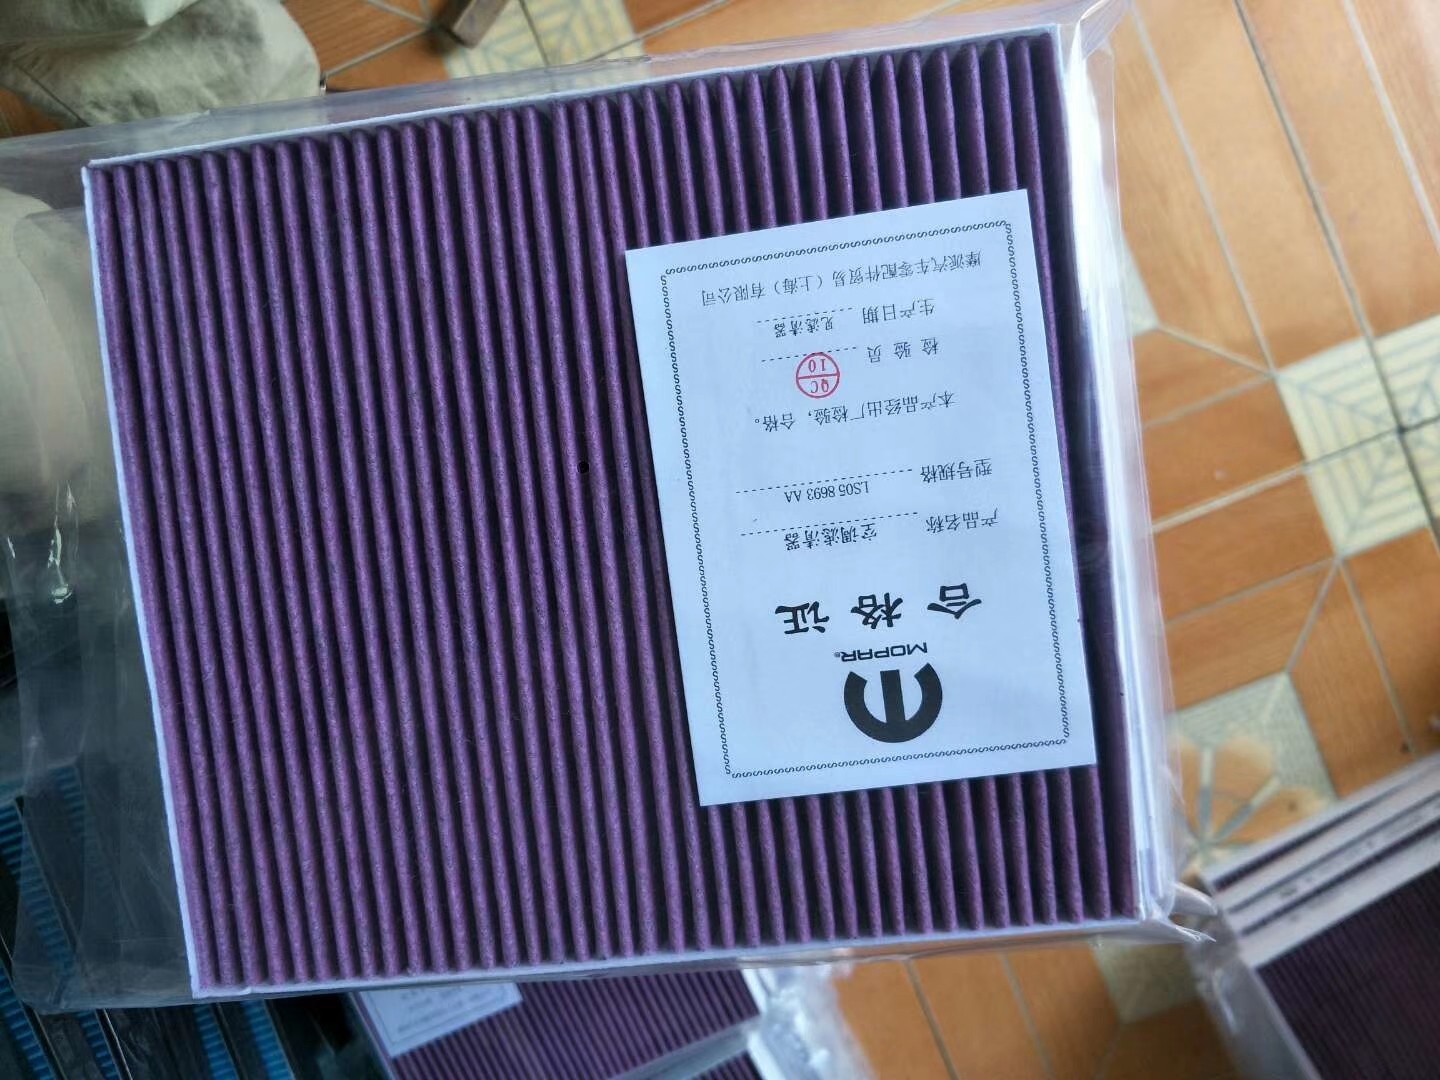 MOPAR®
合格证
产品名称 空调滤清器
型号规格 LS05 8693 AA
本产品经出厂检验，合格。
检验员 QC 10
生产日期 见滤清器
摩派汽车零配件贸易（上海）有限公司